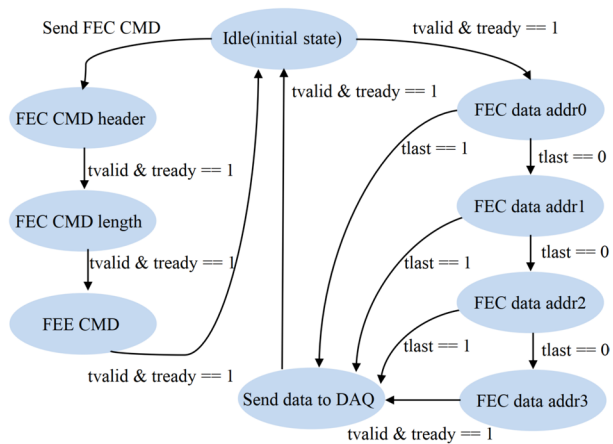 Send FEC CMD
Idle(initial state)
tvalid & tready == 1
tvalid & tready == 1
FEC CMD header
FEC data addr0
tlast == 1
tlast == 0
tvalid & tready == 1
FEC CMD length
FEC data addr1
tlast == 0
tvalid & tready == 1
tlast == 1
FEC data addr2
FEE CMD
tlast == 1
tlast == 0
tvalid & tready == 1
Send data to DAQ
FEC data addr3
tvalid & tready == 1